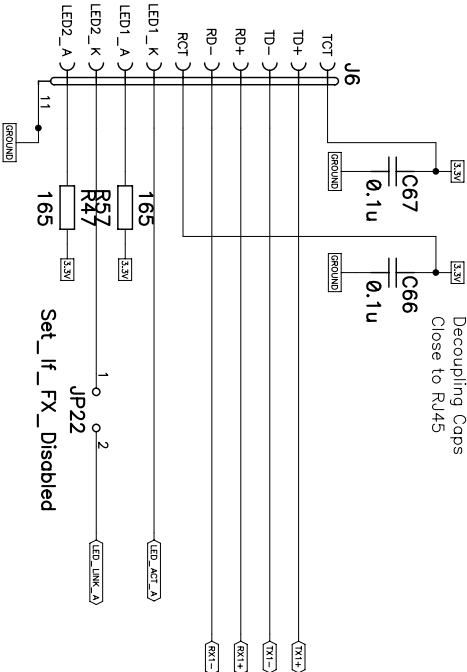 Decoupling Caps
Close to RJ45
3.3V
3.3V
C67
0.1u
C66
0.1u
GROUND
GROUND
J6
TCT
TD+
TD-
RD+
RD-
RCT
LED1_K
LED1_A
LED2_K
LED2_A
11
GROUND
TX1+
TX1-
RX1+
RX1-
LED_ACT_A
LED_LINK_A
165
R57
R47
165
3.3V
3.3V
1
2
JP22
Set_If_FX_Disabled